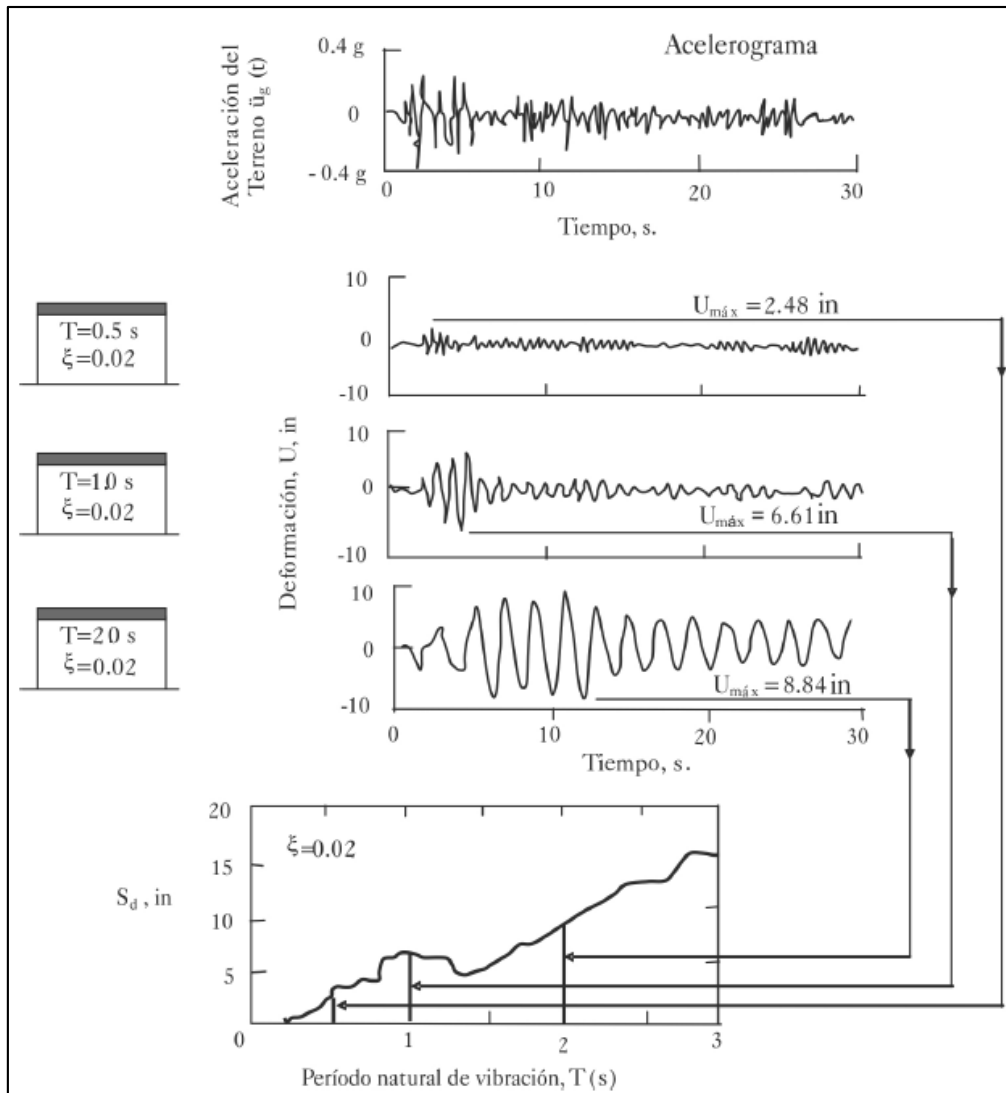 Acelerograma
Aceleración del
Terreno ü_g (t)
0.4 g
0
- 0.4 g
0
10
20
30
Tiempo, s.
T=0.5 s
ξ=0.02
10
0
-10
U_máx = 2.48 in
T=1.0 s
ξ=0.02
Deformación, U, in
10
0
-10
U_máx = 6.61 in
T=20 s
ξ=0.02
10
0
-10
U_máx = 8.84 in
0
10
20
30
Tiempo, s.
S_d , in
20
15
10
5
ξ=0.02
0
1
2
3
Período natural de vibración, T (s)